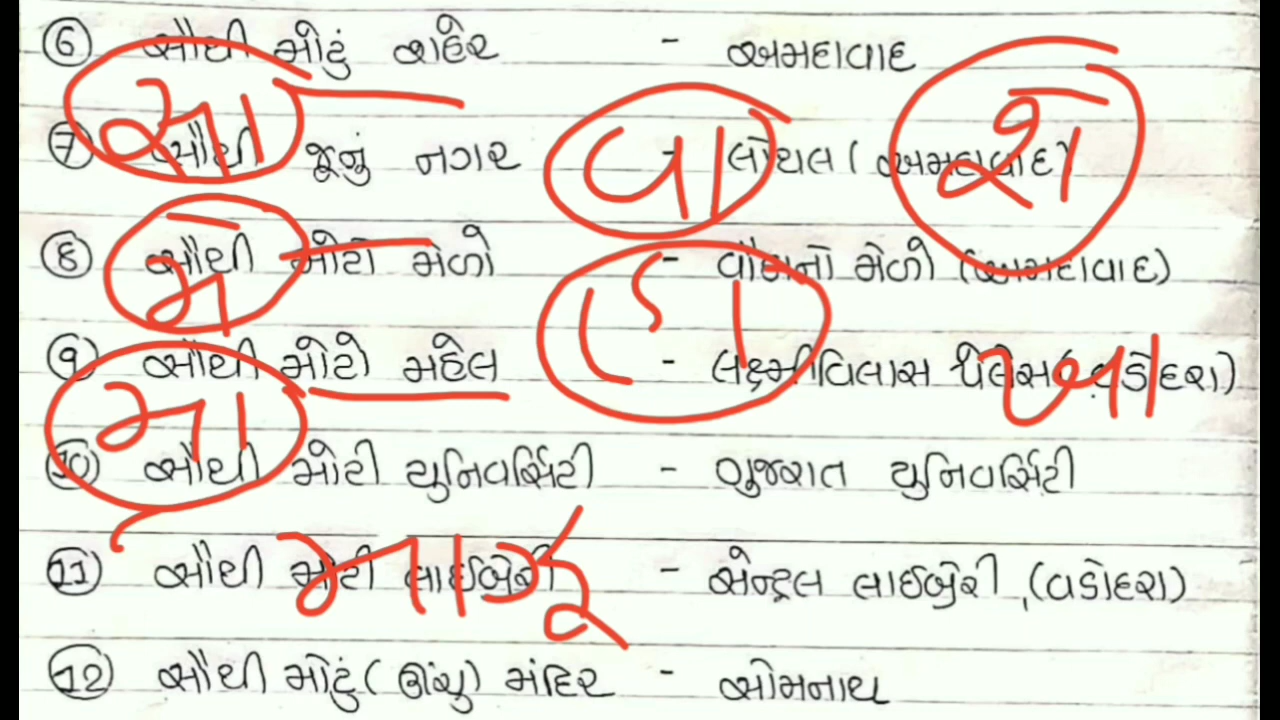 ⑥ સૌથી મોટું શહેર - અમદાવાદ
⑦ સૌથી જૂનું નગર - લોથલ (અમદાવાદ)
⑧ સૌથી મોટો મેળો - વૌઠાનો મેળો (અમદાવાદ)
⑨ સૌથી મોટો મહેલ - લક્ષ્મીવિલાસ પેલેસ (વડોદરા)
⑩ સૌથી મોટી યુનિવર્સિટી - ગુજરાત યુનિવર્સિટી
⑪ સૌથી મોટી લાઈબ્રેરી - સેન્ટ્રલ લાઈબ્રેરી, (વડોદરા)
⑫ સૌથી મોટું (ઊંચુ) મંદિર - સોમનાથ